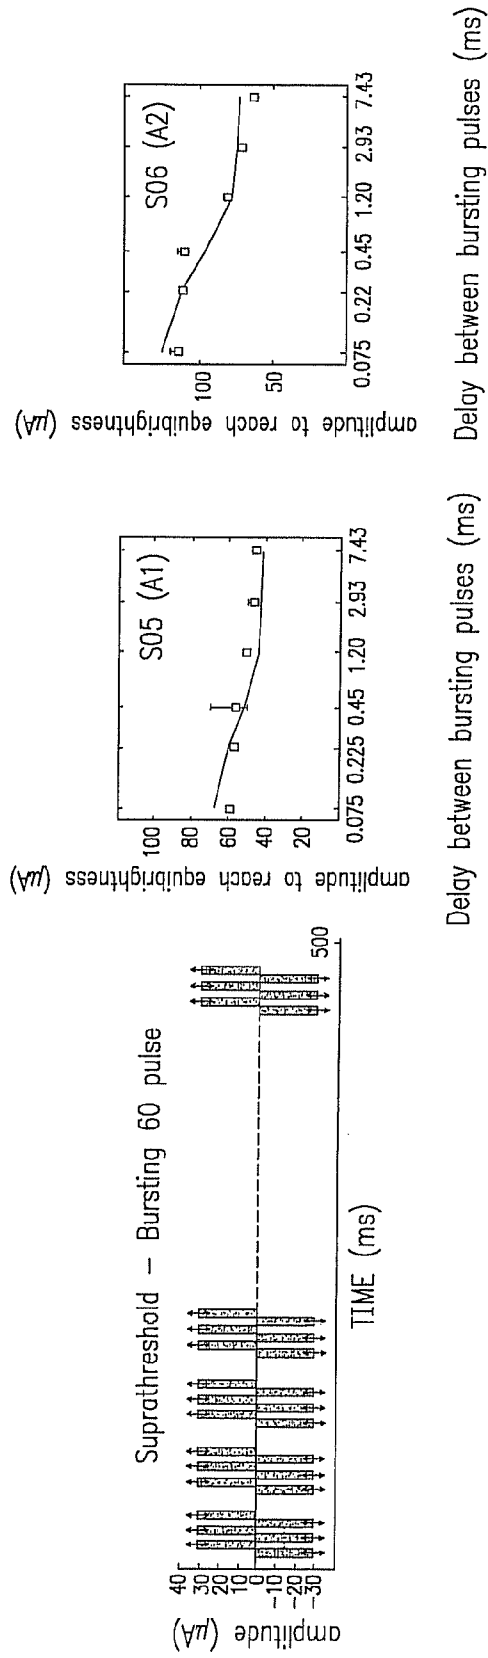 Suprathreshold – Bursting 60 pulse
amplitude (μA)
40
30
20
10
0
-10
-20
-30
500
TIME (ms)
S05 (A1)
amplitude to reach equibrightness (μA)
100
80
60
40
20
0.075 0.225 0.45 1.20 2.93 7.43
Delay between bursting pulses (ms)
S06 (A2)
amplitude to reach equibrightness (μA)
100
50
0.075 0.22 0.45 1.20 2.93 7.43
Delay between bursting pulses (ms)